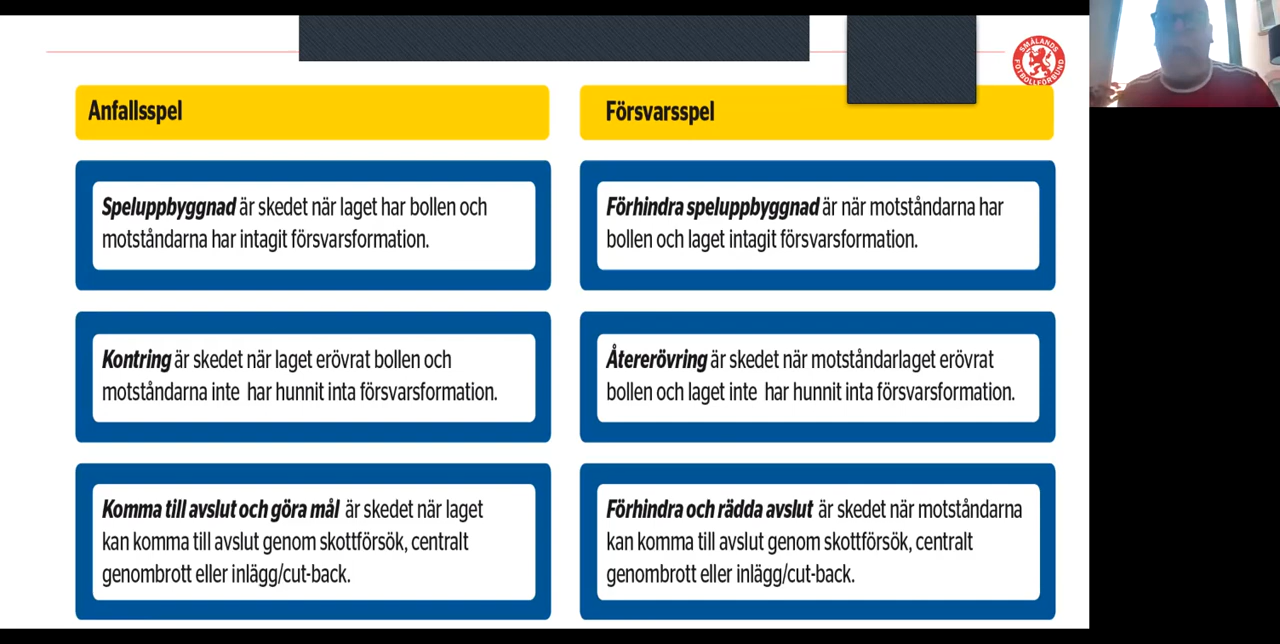 SMÅLANDS
FOTBOLLFÖRBUND
Anfallsspel
Försvarsspel
Speluppbyggnad är skedet när laget har bollen och
motståndarna har intagit försvarsformation.
Förhindra speluppbyggnad är när motståndarna har
bollen och laget intagit försvarsformation.
Kontring är skedet när laget erövrat bollen och
motståndarna inte har hunnit inta försvarsformation.
Återerövring är skedet när motståndarlaget erövrat
bollen och laget inte har hunnit inta försvarsformation.
Komma till avslut och göra mål är skedet när laget
kan komma till avslut genom skottförsök, centralt
genombrott eller inlägg/cut-back.
Förhindra och rädda avslut är skedet när motståndarna
kan komma till avslut genom skottförsök, centralt
genombrott eller inlägg/cut-back.